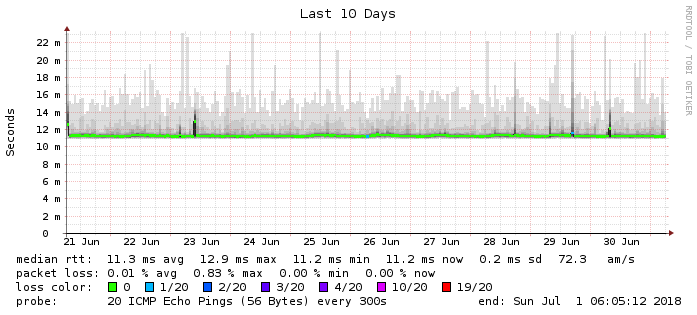 Last 10 Days
RRDTOOL / TOBI OETIKER
Seconds
22 m
20 m
18 m
16 m
14 m
12 m
10 m
8 m
6 m
4 m
2 m
0
21 Jun 22 Jun 23 Jun 24 Jun 25 Jun 26 Jun 27 Jun 28 Jun 29 Jun 30 Jun
median rtt: 11.3 ms avg 12.9 ms max 11.2 ms min 11.2 ms now 0.2 ms sd 72.3 am/s
packet loss: 0.01 % avg 0.83 % max 0.00 % min 0.00 % now
loss color: 0 1/20 2/20 3/20 4/20 10/20 19/20
probe: 20 ICMP Echo Pings (56 Bytes) every 300s end: Sun Jul 1 06:05:12 2018